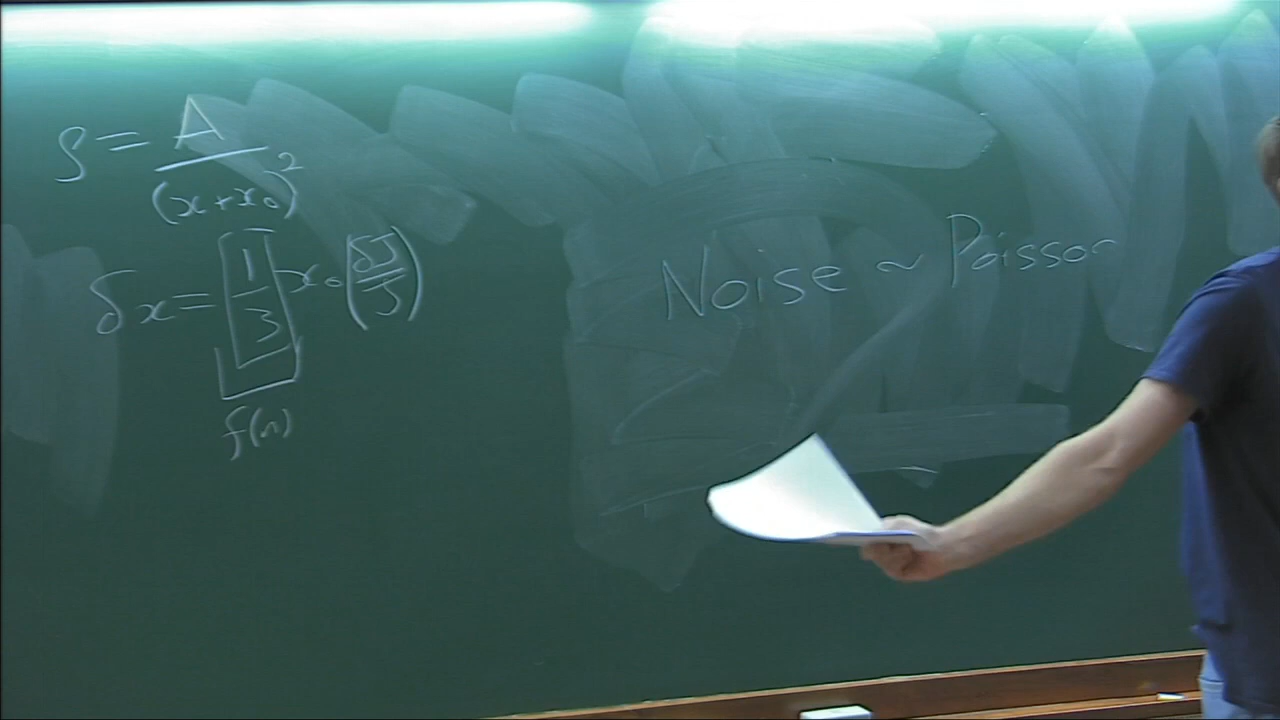 S = A / (x + x₀)²
δx = [1/3] x₀ (δJ/J)
f(n)
Noise ~ Poisson